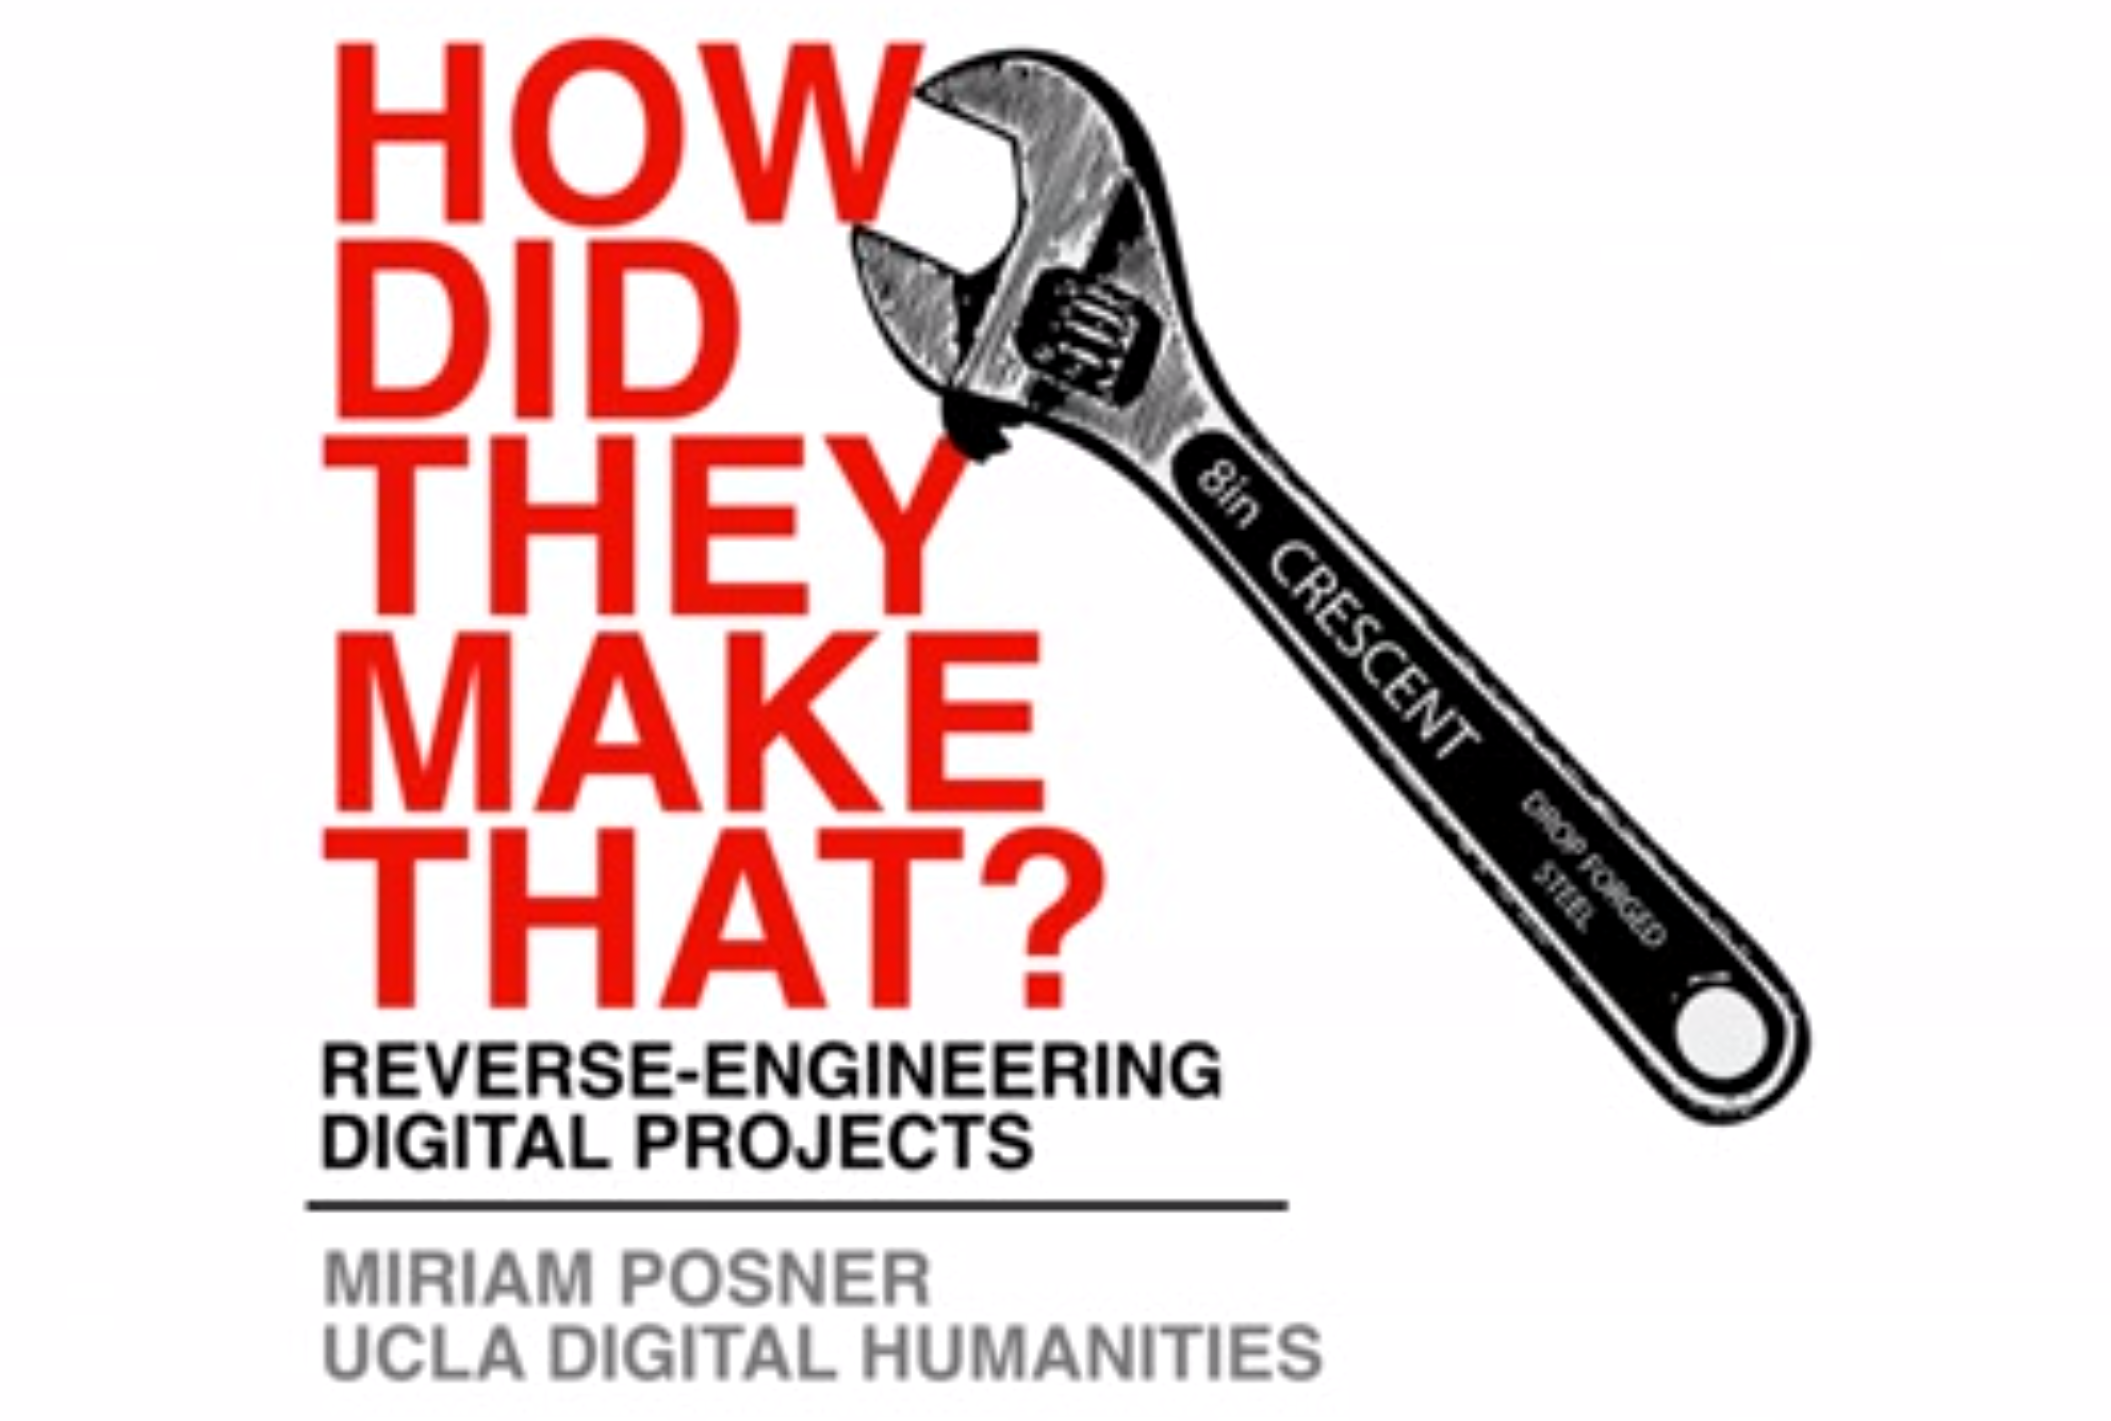 HOW
DID
THEY
MAKE
THAT?
8in CRESCENT
DROP FORGED
STEEL
REVERSE-ENGINEERING
DIGITAL PROJECTS
MIRIAM POSNER
UCLA DIGITAL HUMANITIES